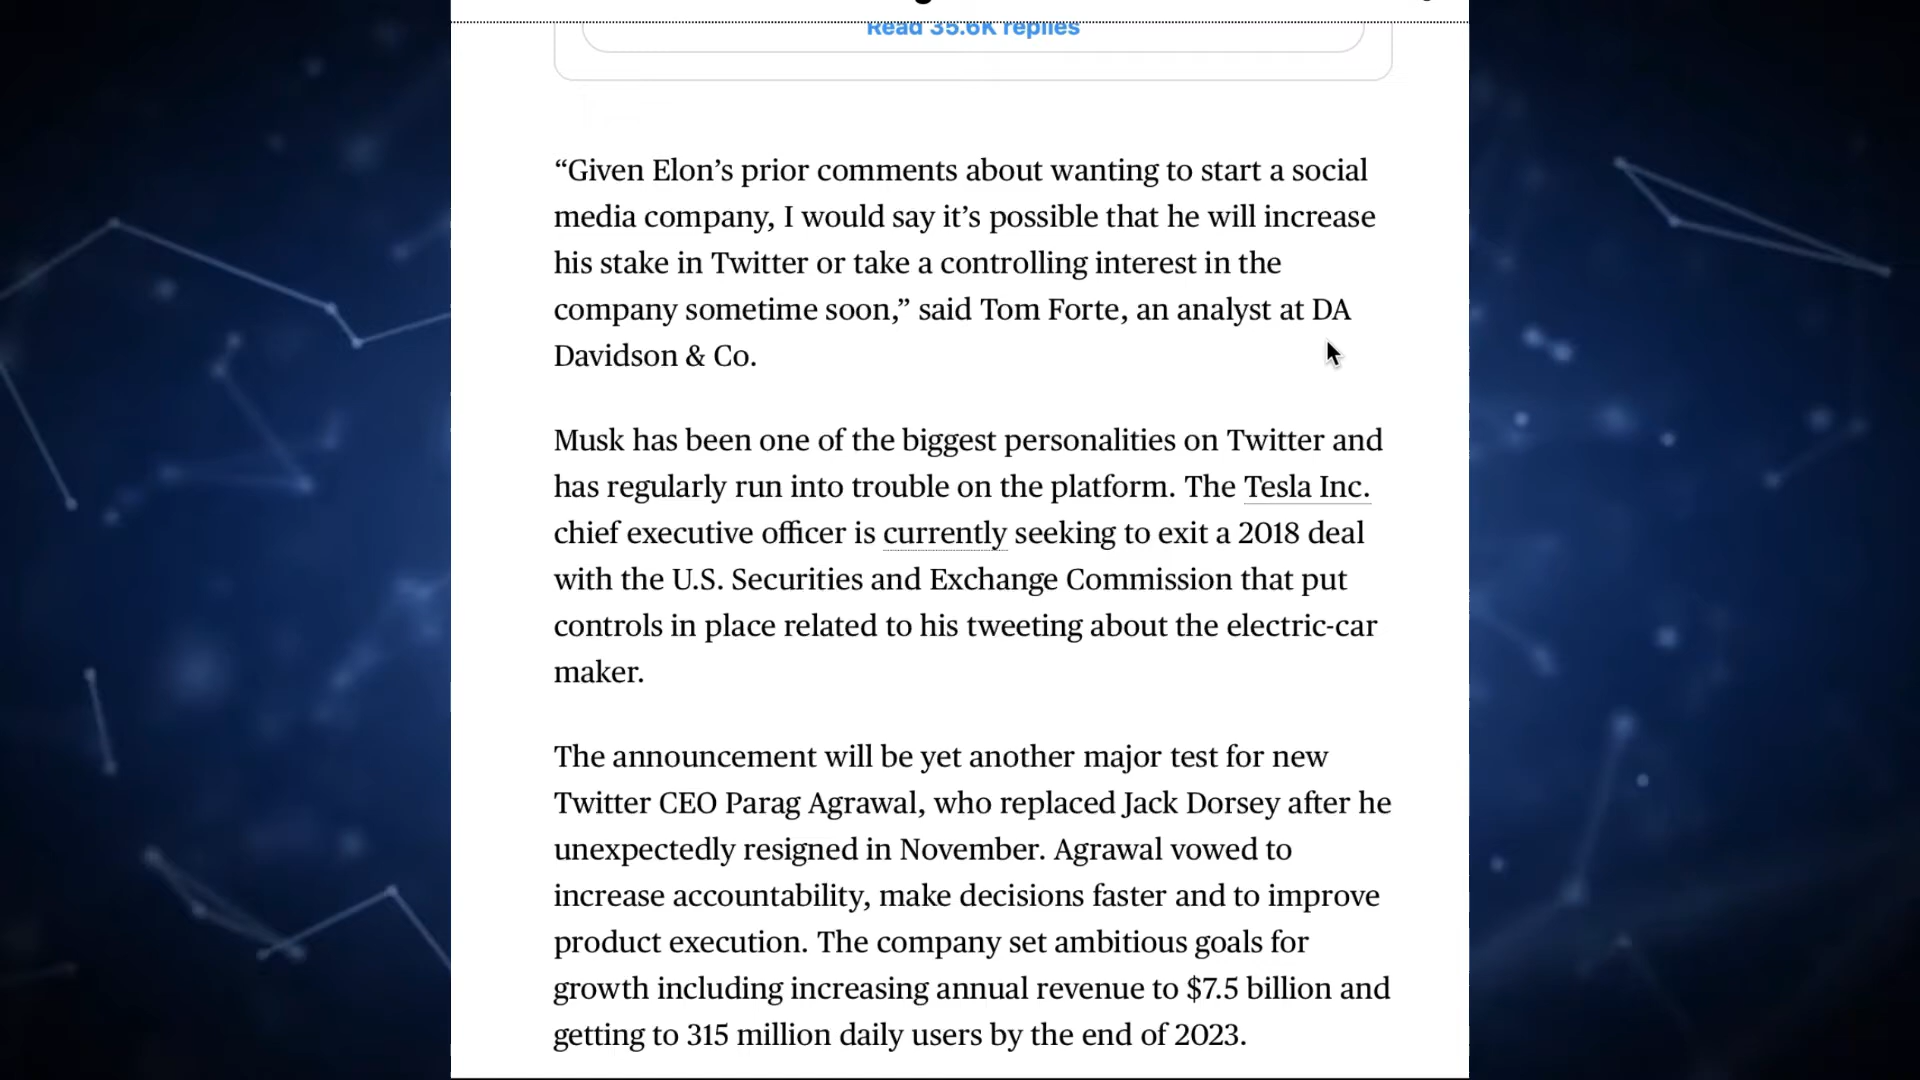 Read 35.6K replies
“Given Elon’s prior comments about wanting to start a social
media company, I would say it’s possible that he will increase
his stake in Twitter or take a controlling interest in the
company sometime soon,” said Tom Forte, an analyst at DA
Davidson & Co.
Musk has been one of the biggest personalities on Twitter and
has regularly run into trouble on the platform. The Tesla Inc.
chief executive officer is currently seeking to exit a 2018 deal
with the U.S. Securities and Exchange Commission that put
controls in place related to his tweeting about the electric-car
maker.
The announcement will be yet another major test for new
Twitter CEO Parag Agrawal, who replaced Jack Dorsey after he
unexpectedly resigned in November. Agrawal vowed to
increase accountability, make decisions faster and to improve
product execution. The company set ambitious goals for
growth including increasing annual revenue to $7.5 billion and
getting to 315 million daily users by the end of 2023.